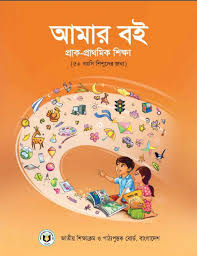 আমার বই
প্রাক-প্রাথমিক শিক্ষা
(৫+ বয়সি শিশুদের জন্য)
জাতীয় শিক্ষাক্রম ও পাঠ্যপুস্তক বোর্ড, বাংলাদেশ